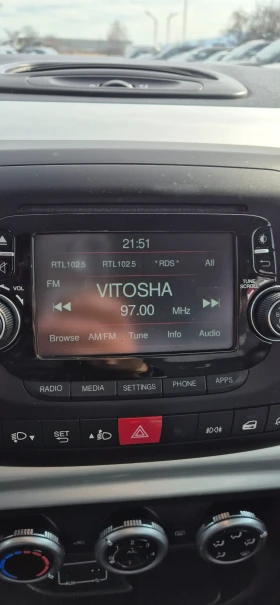 21:51
RTL102.5 RTL102.5 "RDS" All
FM
VITOSHA
97.00 MHz
Browse AM/FM Tune Info Audio
VOL
TUNE
SCROLL
RADIO MEDIA SETTINGS PHONE APPS
SET